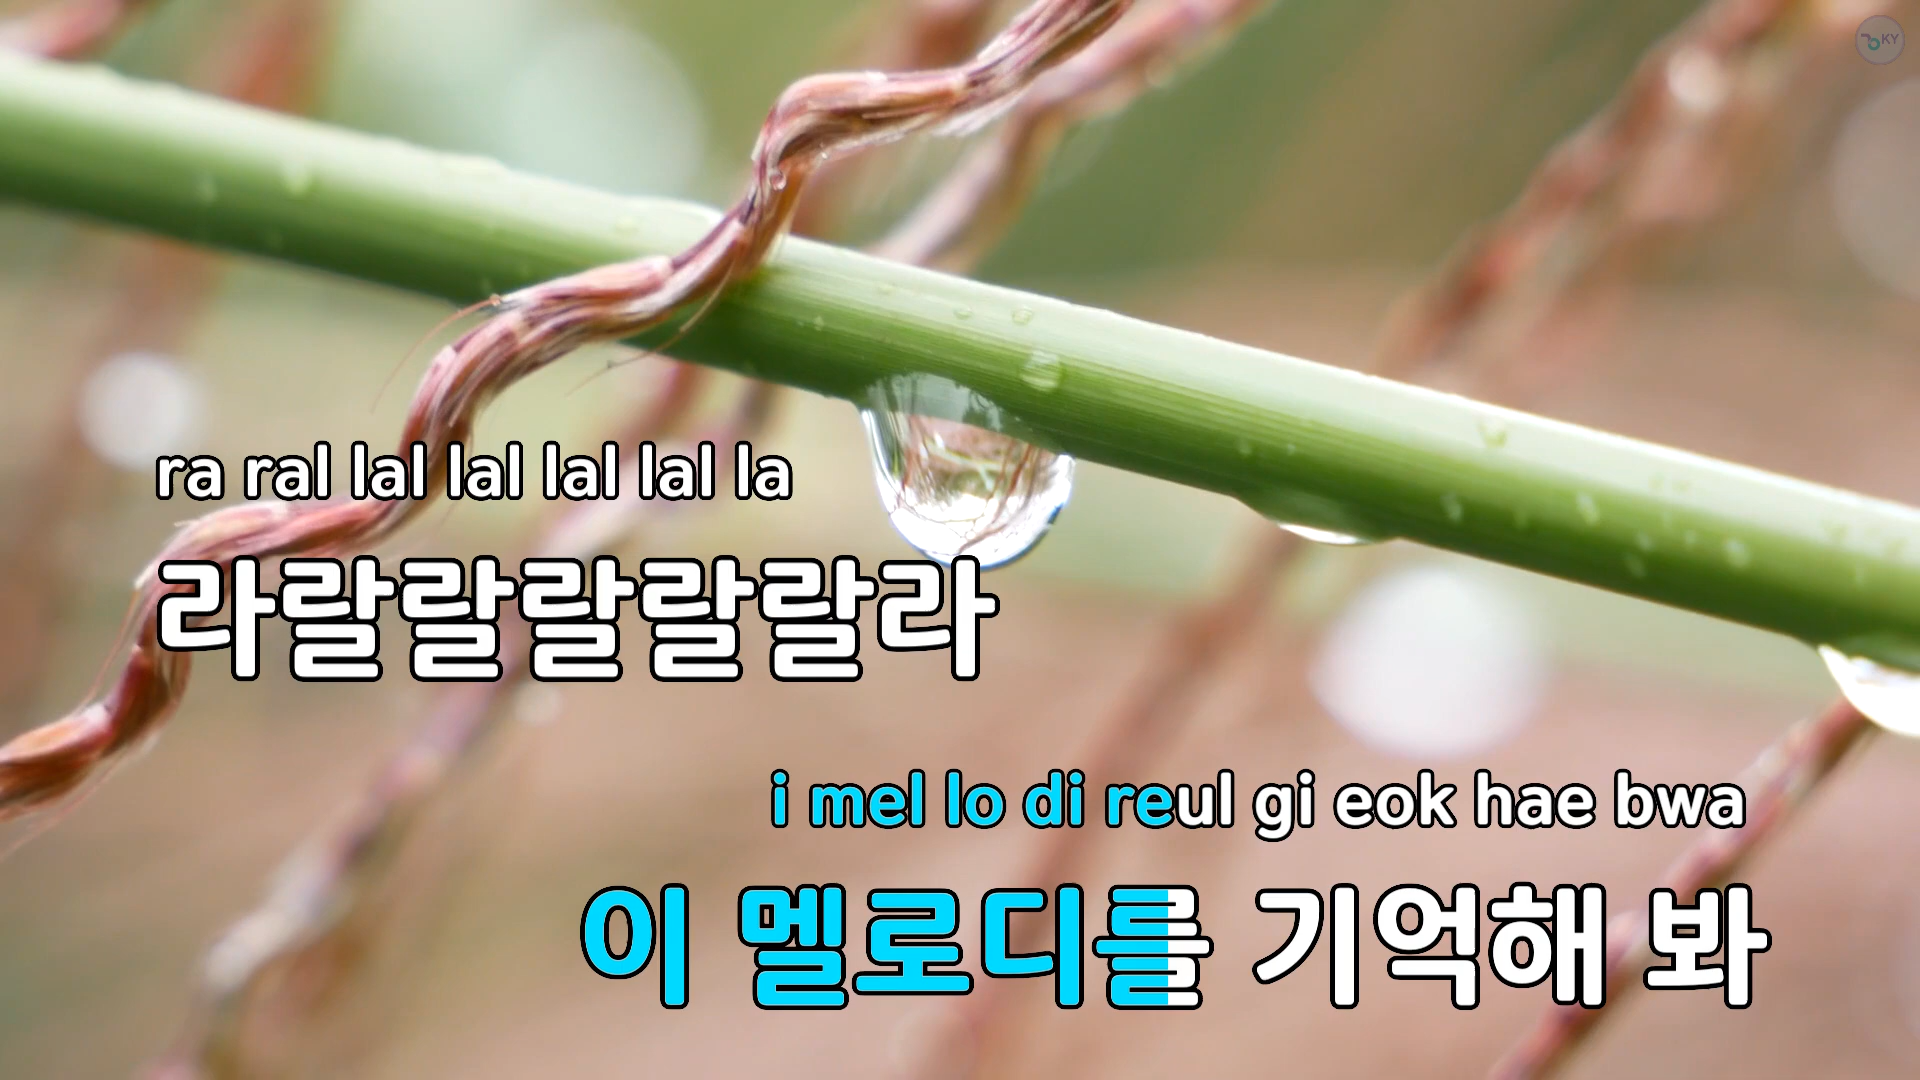 KY
ra ral lal lal lal lal la
라랄랄랄랄랄라
i mel lo di reul gi eok hae bwa
이 멜로디를 기억해 봐